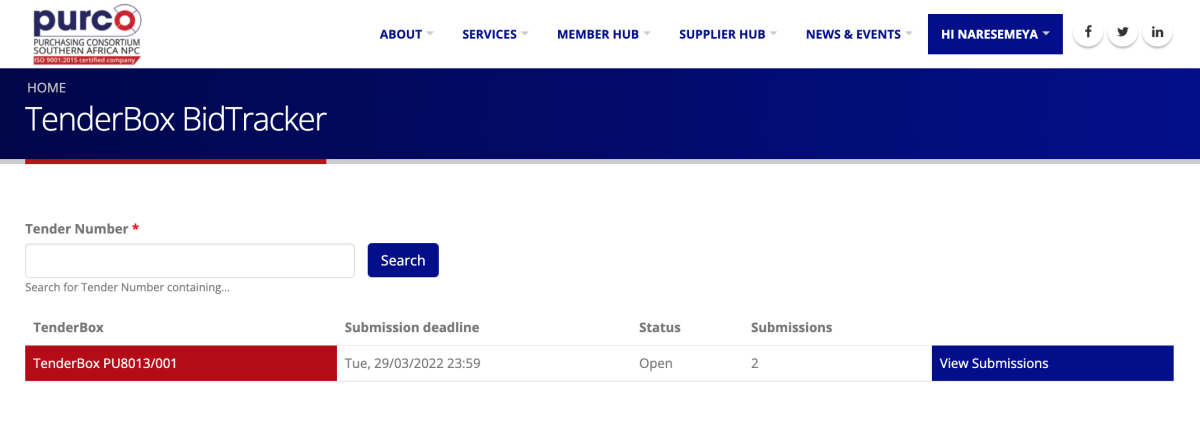 purco
PURCHASING CONSORTIUM
SOUTHERN AFRICA NPC
ISO 9001:2015 certified company
ABOUT SERVICES MEMBER HUB SUPPLIER HUB NEWS & EVENTS HI NARESEMEYA
HOME
TenderBox BidTracker
Tender Number *
Search
Search for Tender Number containing...
TenderBox Submission deadline Status Submissions
TenderBox PU8013/001 Tue, 29/03/2022 23:59 Open 2 View Submissions